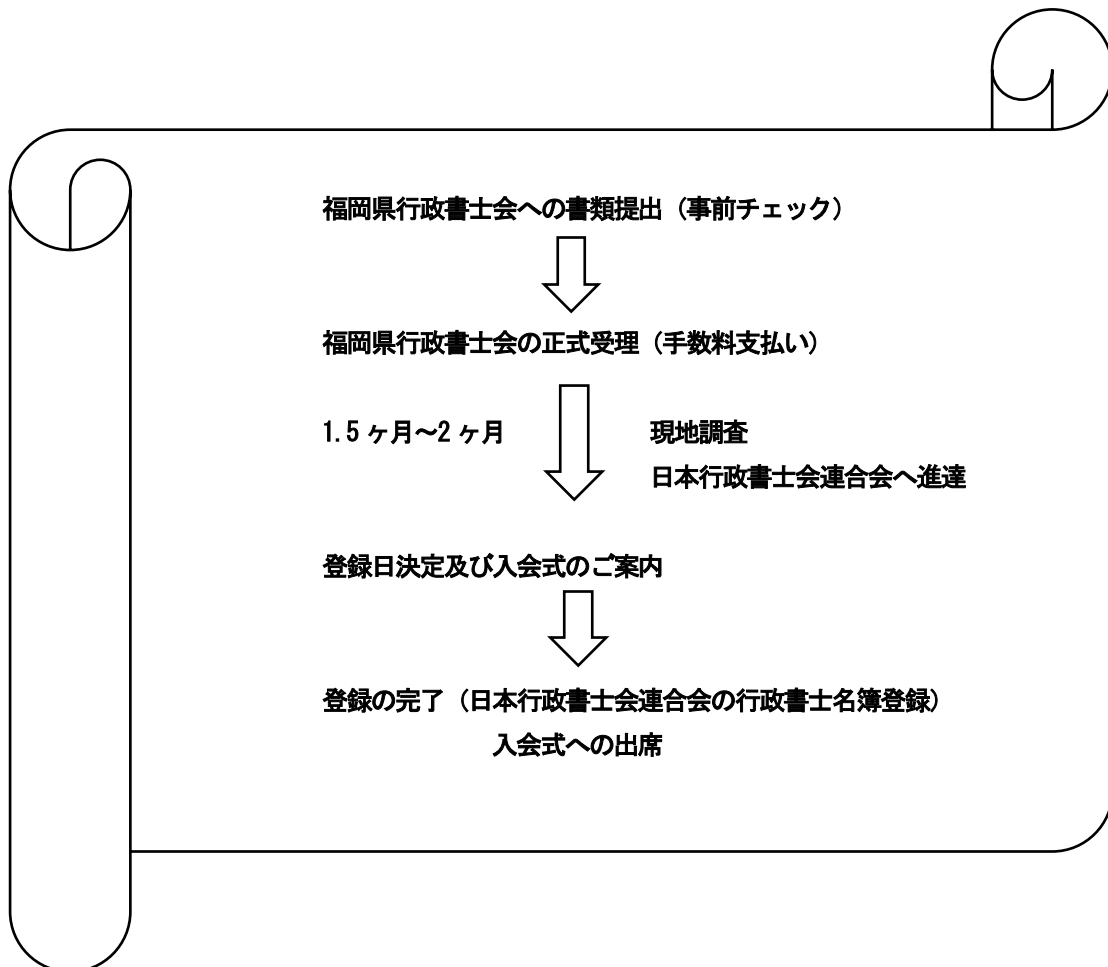 福岡県行政書士会への書類提出（事前チェック）
福岡県行政書士会の正式受理（手数料支払い）
1.5ヶ月～2ヶ月　現地調査
日本行政書士会連合会へ進達
登録日決定及び入会式のご案内
登録の完了（日本行政書士会連合会の行政書士名簿登録）
入会式への出席